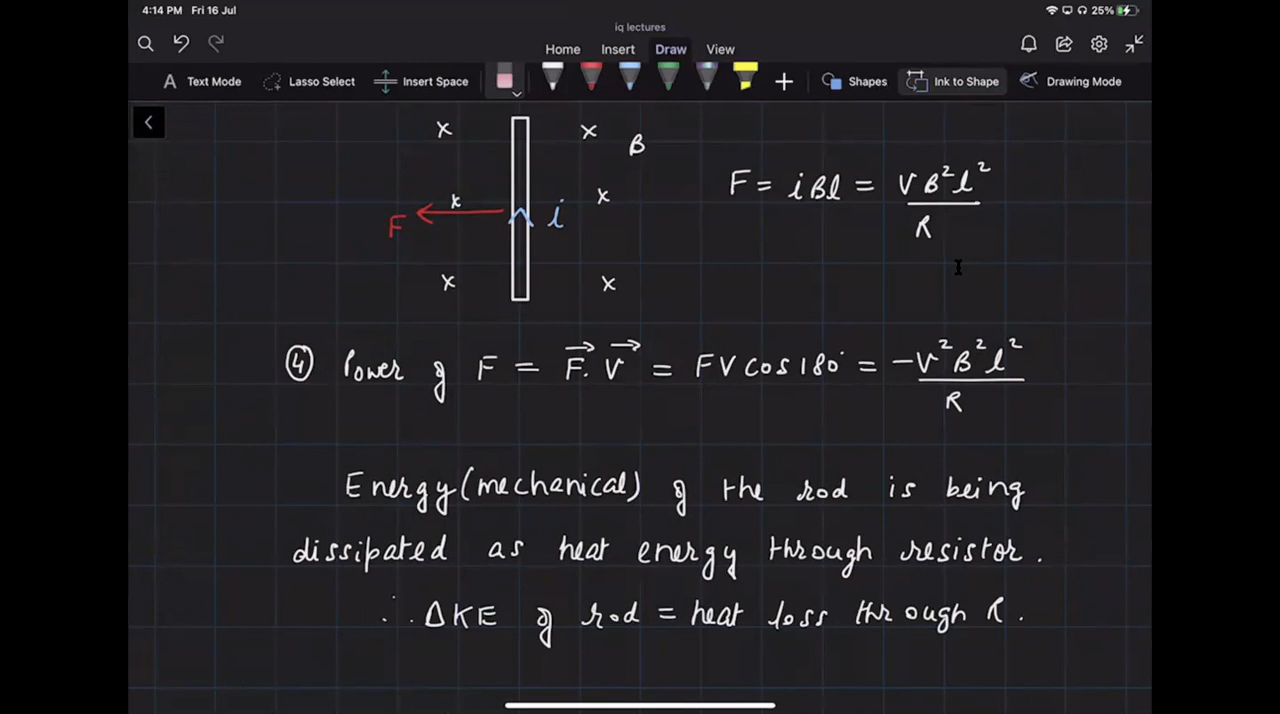 4:14 PM Fri 16 Jul
25%
iq lectures
Home Insert Draw View
Text Mode Lasso Select Insert Space Shapes Ink to Shape Drawing Mode
x x B
F = iBl = VB²l² / R
x x
F i
x x
④ Power of F = F⃗. V⃗ = FV cos 180° = -V²B²l² / R
Energy (mechanical) of the rod is being
dissipated as heat energy through resistor.
∴ ΔKE of rod = heat loss through R.